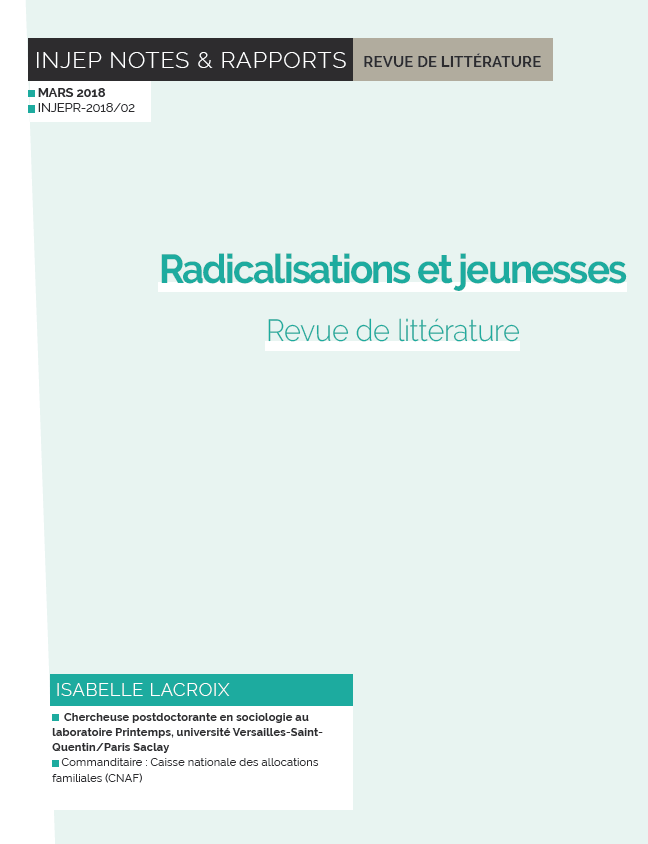 INJEP NOTES & RAPPORTS
REVUE DE LITTÉRATURE
MARS 2018
INJEPR-2018/02
Radicalisations et jeunesses
Revue de littérature
ISABELLE LACROIX
Chercheuse postdoctorante en sociologie au
laboratoire Printemps, université Versailles-Saint-
Quentin/Paris Saclay
Commanditaire : Caisse nationale des allocations
familiales (CNAF)